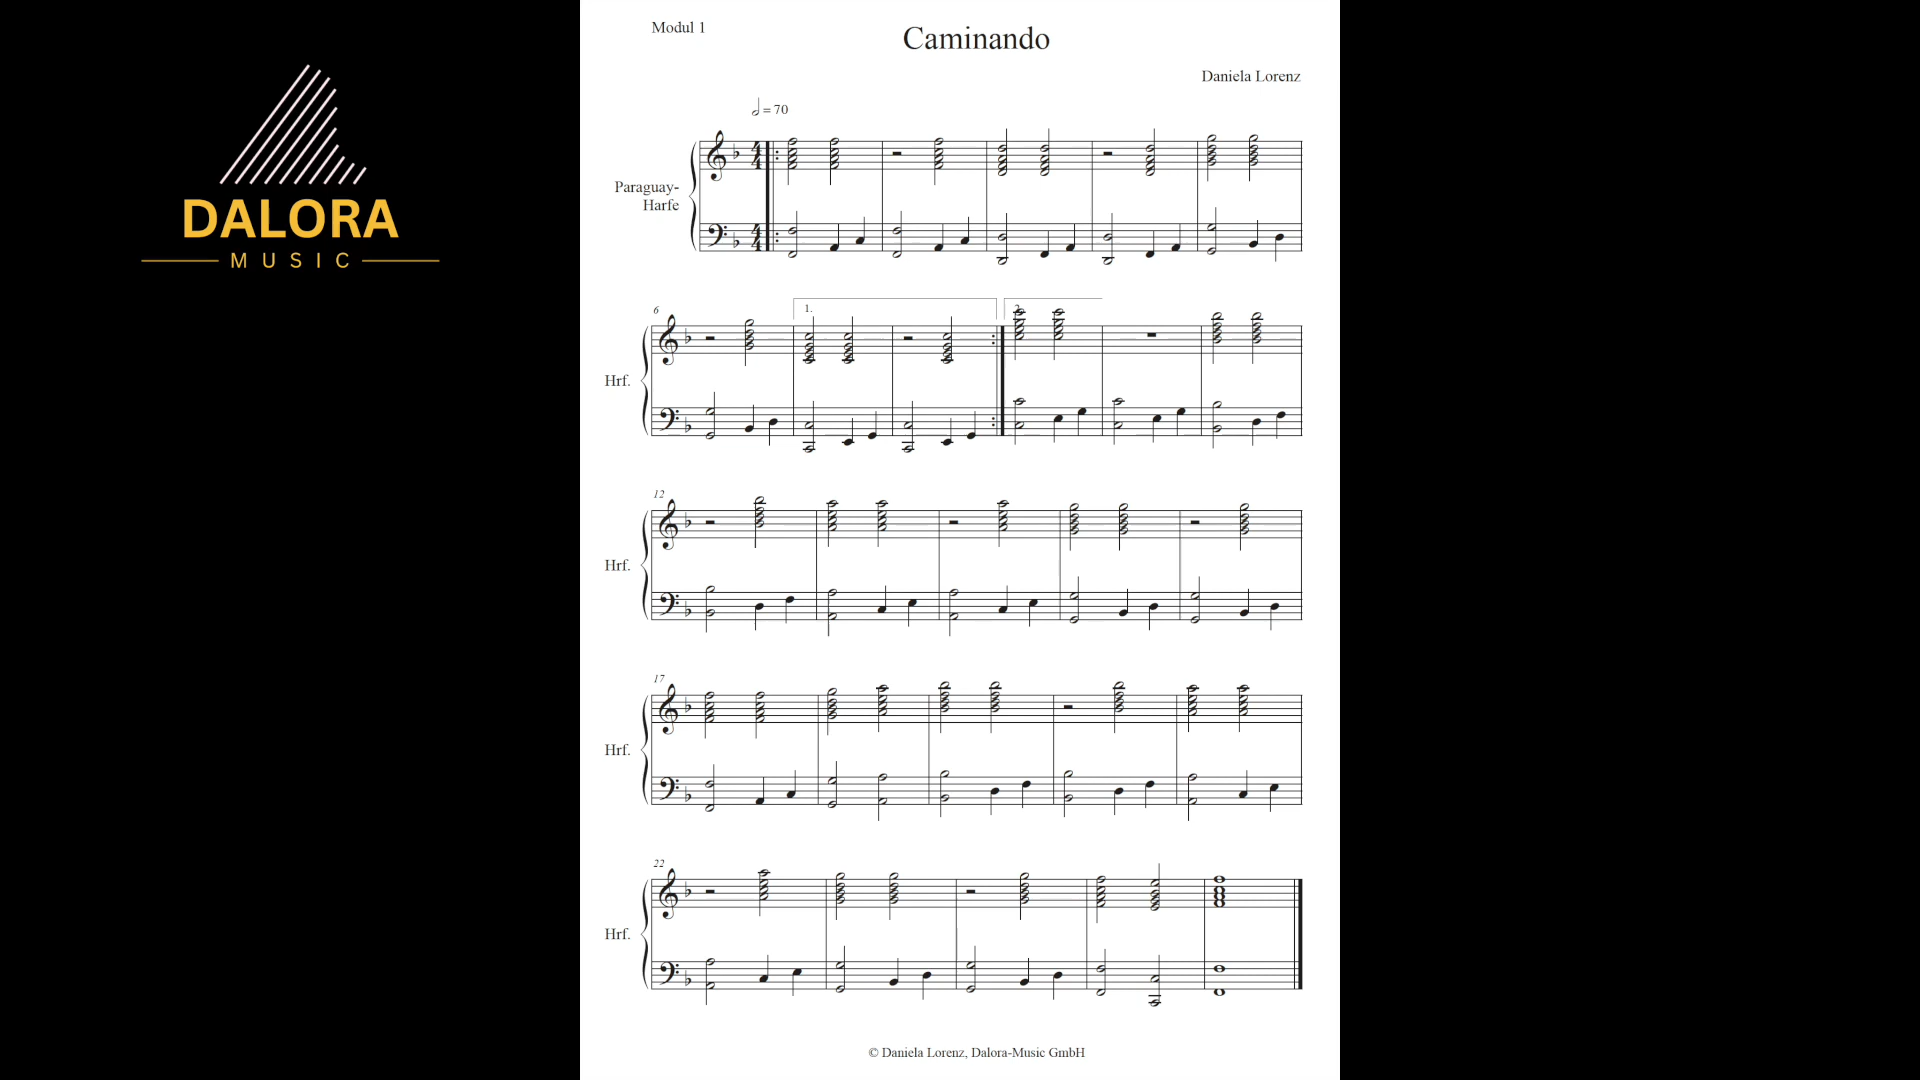 DALORA
MUSIC
Modul 1
Caminando
Daniela Lorenz
= 70
Paraguay-
Harfe
6
1.
2.
Hrf.
12
Hrf.
17
Hrf.
22
Hrf.
© Daniela Lorenz, Dalora-Music GmbH